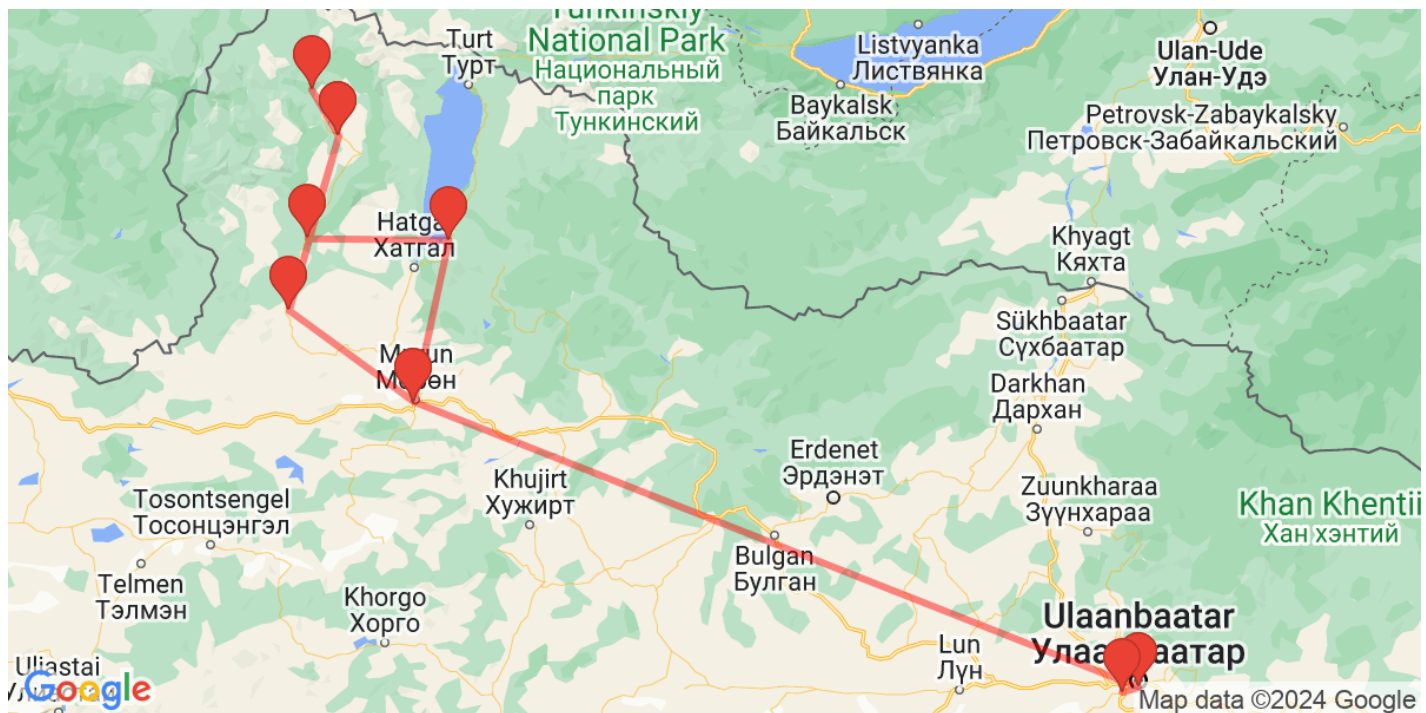 Tunkinskiy
National Park
Национальный
парк
Тункинский
Turt
Турт
Listvyanka
Листвянка
Ulan-Ude
Улан-Удэ
Baykalsk
Байкальск
Petrovsk-Zabaykalsky
Петровск-Забайкальский
Хатгал
Khyagt
Кяхта
Sükhbaatar
Сүхбаатар
Darkhan
Дархан
Erdenet
Эрдэнэт
Khujirt
Хужирт
Zuunkharaa
Зүүнхараа
Khan Khentii
Хан хэнтий
Tosontsengel
Тосонцэнгэл
Bulgan
Булган
Telmen
Тэлмэн
Khorgo
Хорго
Ulaanbaatar
Lun
Лүн
Uliastai
Google
Map data ©2024 Google